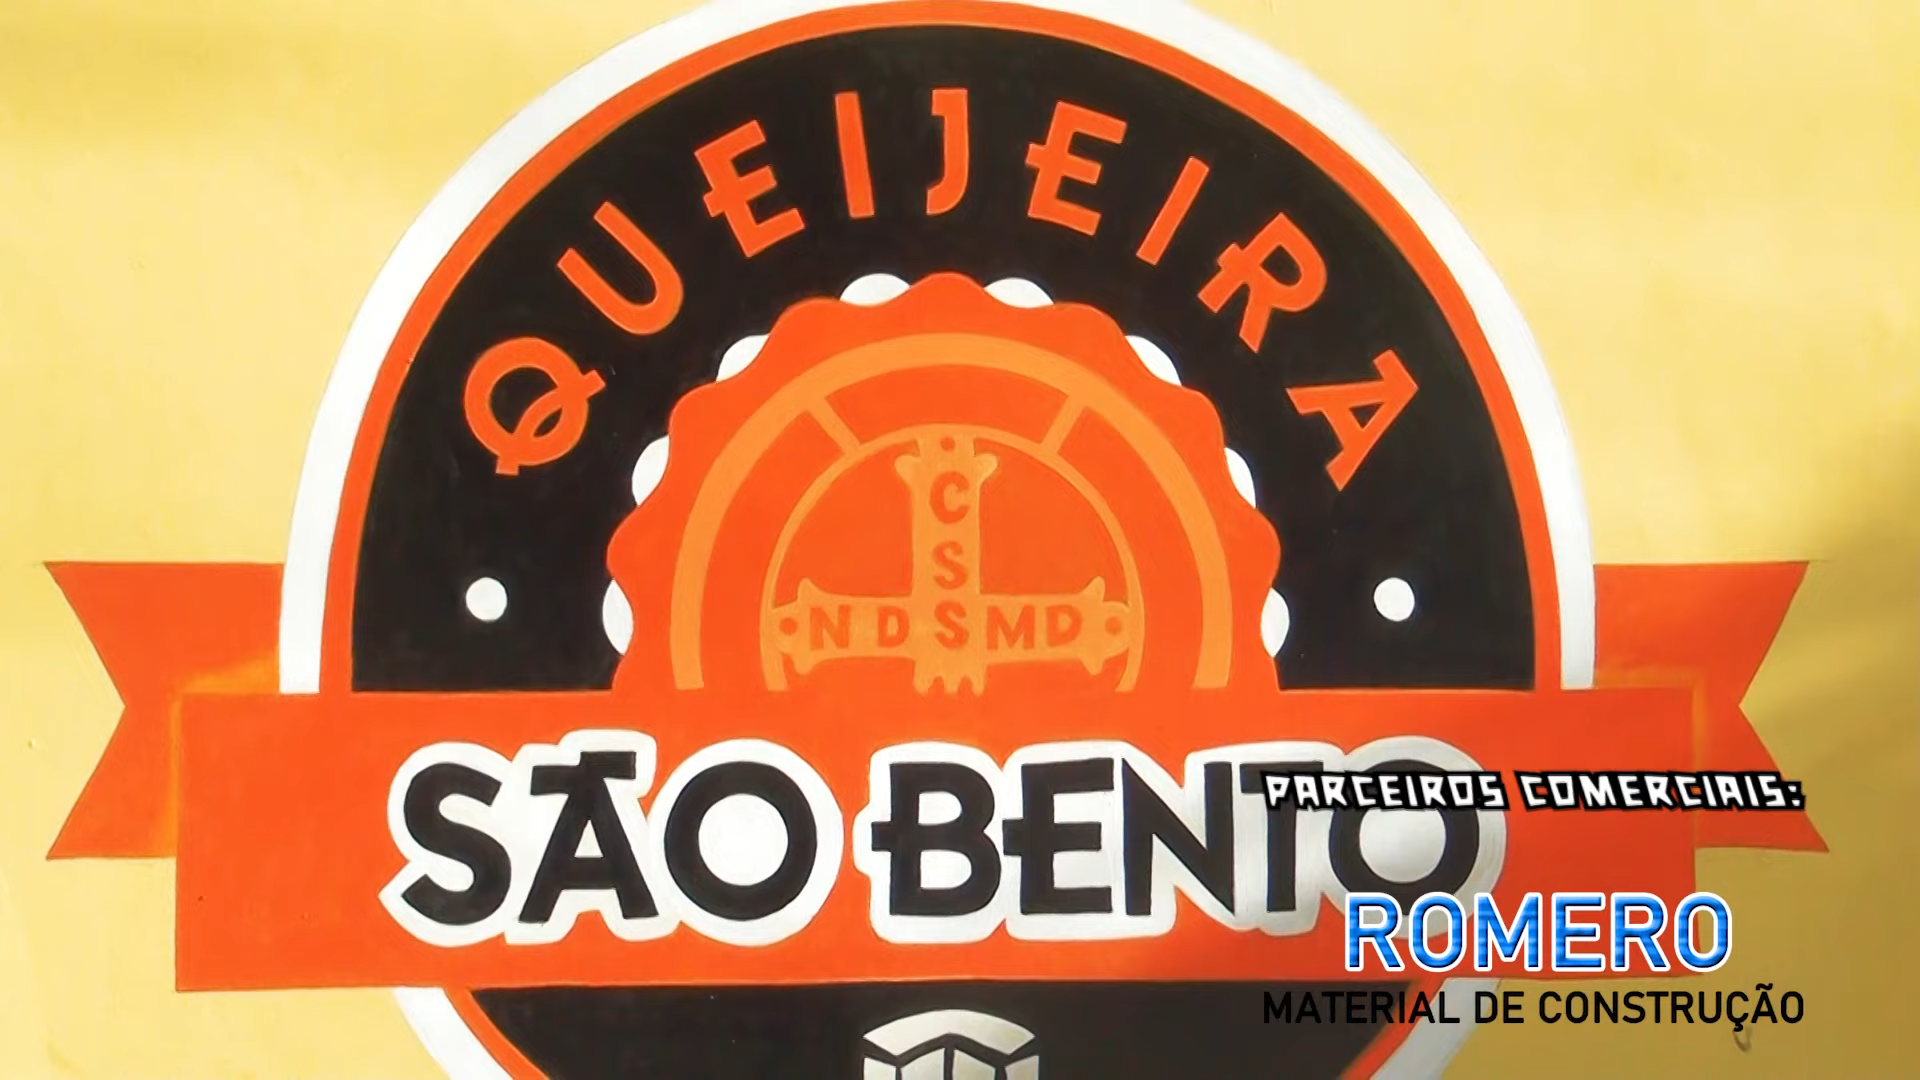 QUEIJEIRA
C
S
NDSMD
SÃO BENTO
PARCEIROS COMERCIAIS:
ROMERO
MATERIAL DE CONSTRUÇÃO